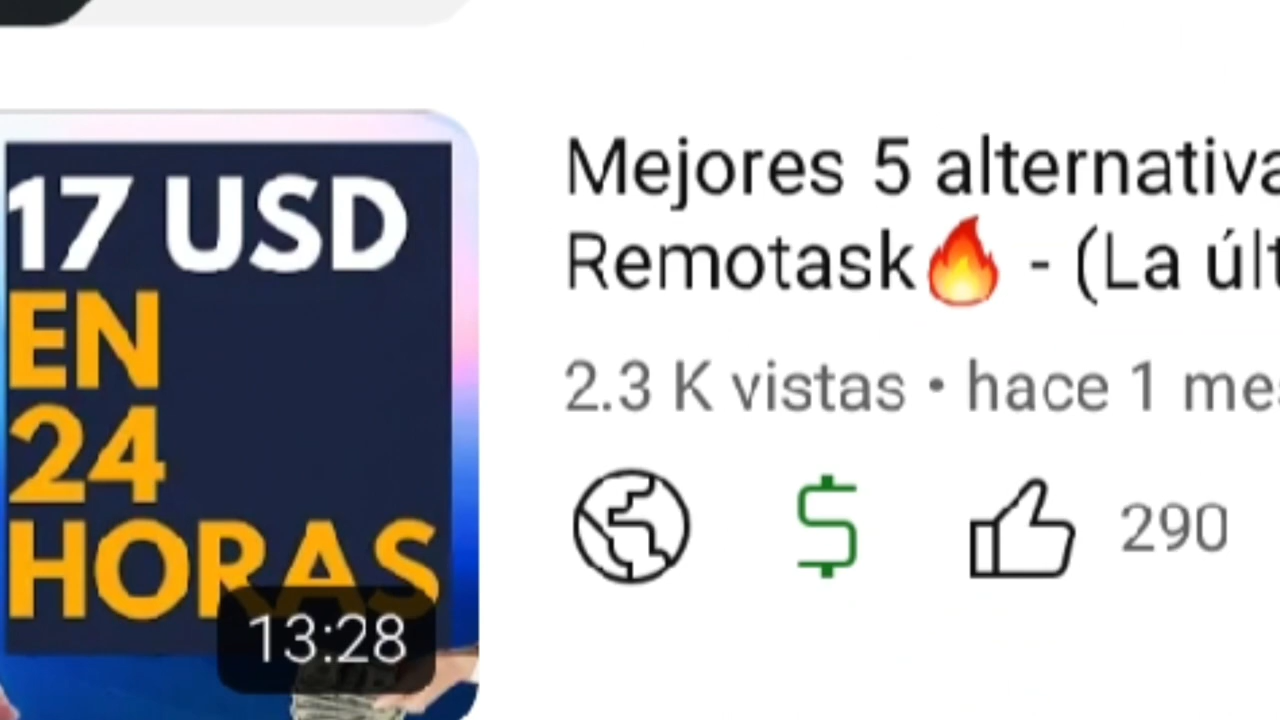 17 USD
EN
24
HORAS
13:28
Mejores 5 alternativa
Remotask🔥 - (La últ
2.3 K vistas • hace 1 mes
290